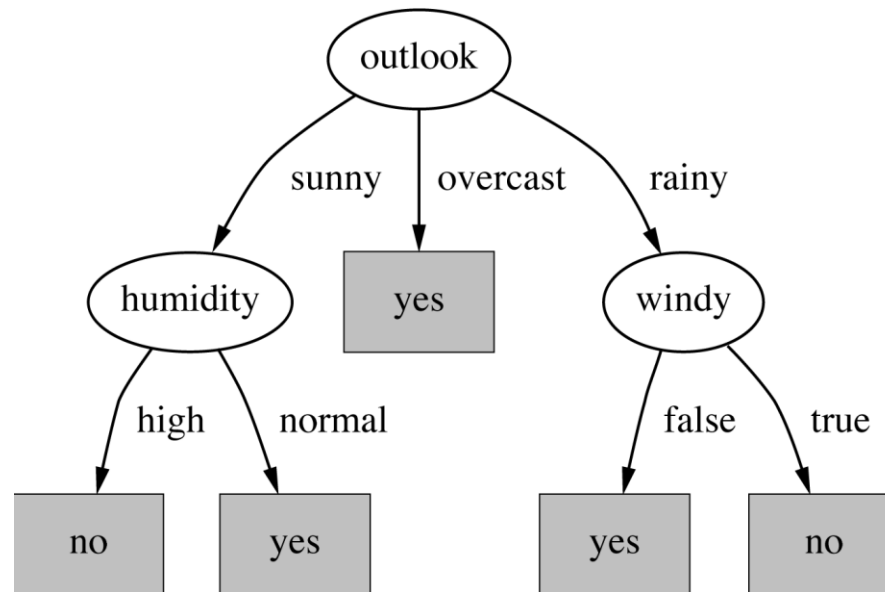 outlook
sunny overcast rainy
humidity yes windy
high normal false true
no yes yes no